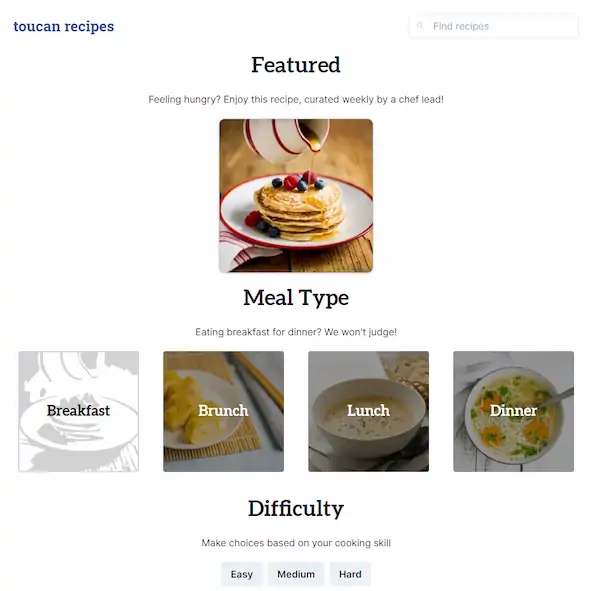 toucan recipes
Find recipes
Featured
Feeling hungry? Enjoy this recipe, curated weekly by a chef lead!
Meal Type
Eating breakfast for dinner? We won't judge!
Breakfast
Brunch
Lunch
Dinner
Difficulty
Make choices based on your cooking skill
Easy
Medium
Hard